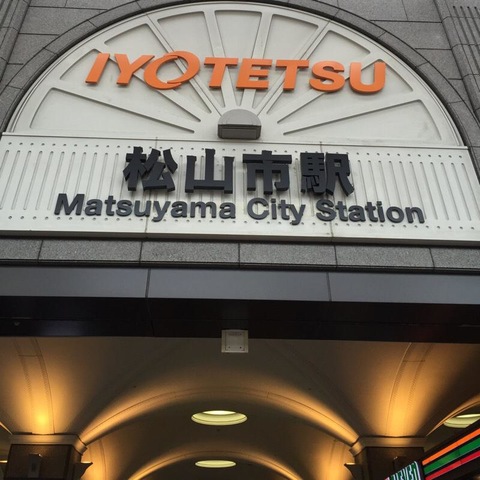 IYOTETSU
松山市駅
Matsuyama City Station